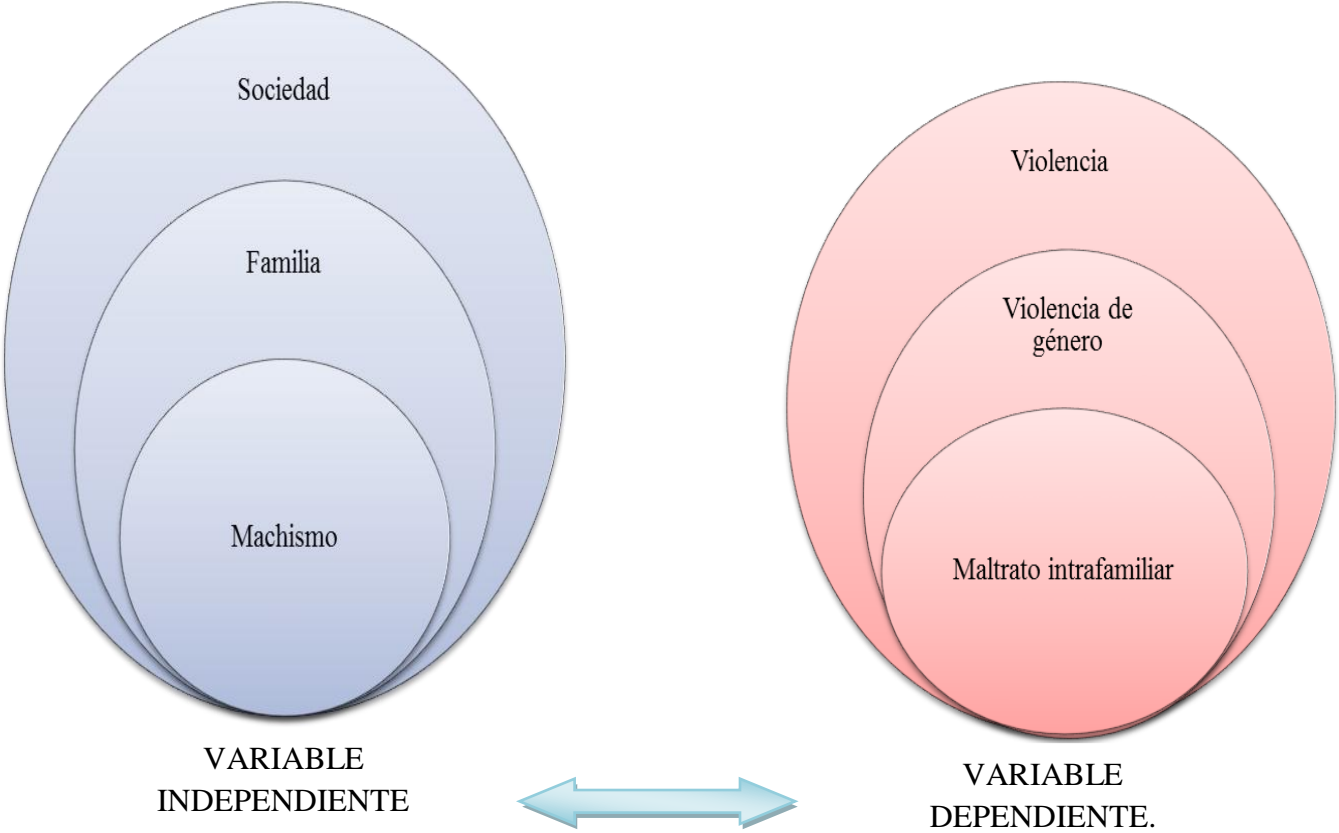 Sociedad
Familia
Machismo
VARIABLE
INDEPENDIENTE
Violencia
Violencia de
género
Maltrato intrafamiliar
VARIABLE
DEPENDIENTE.